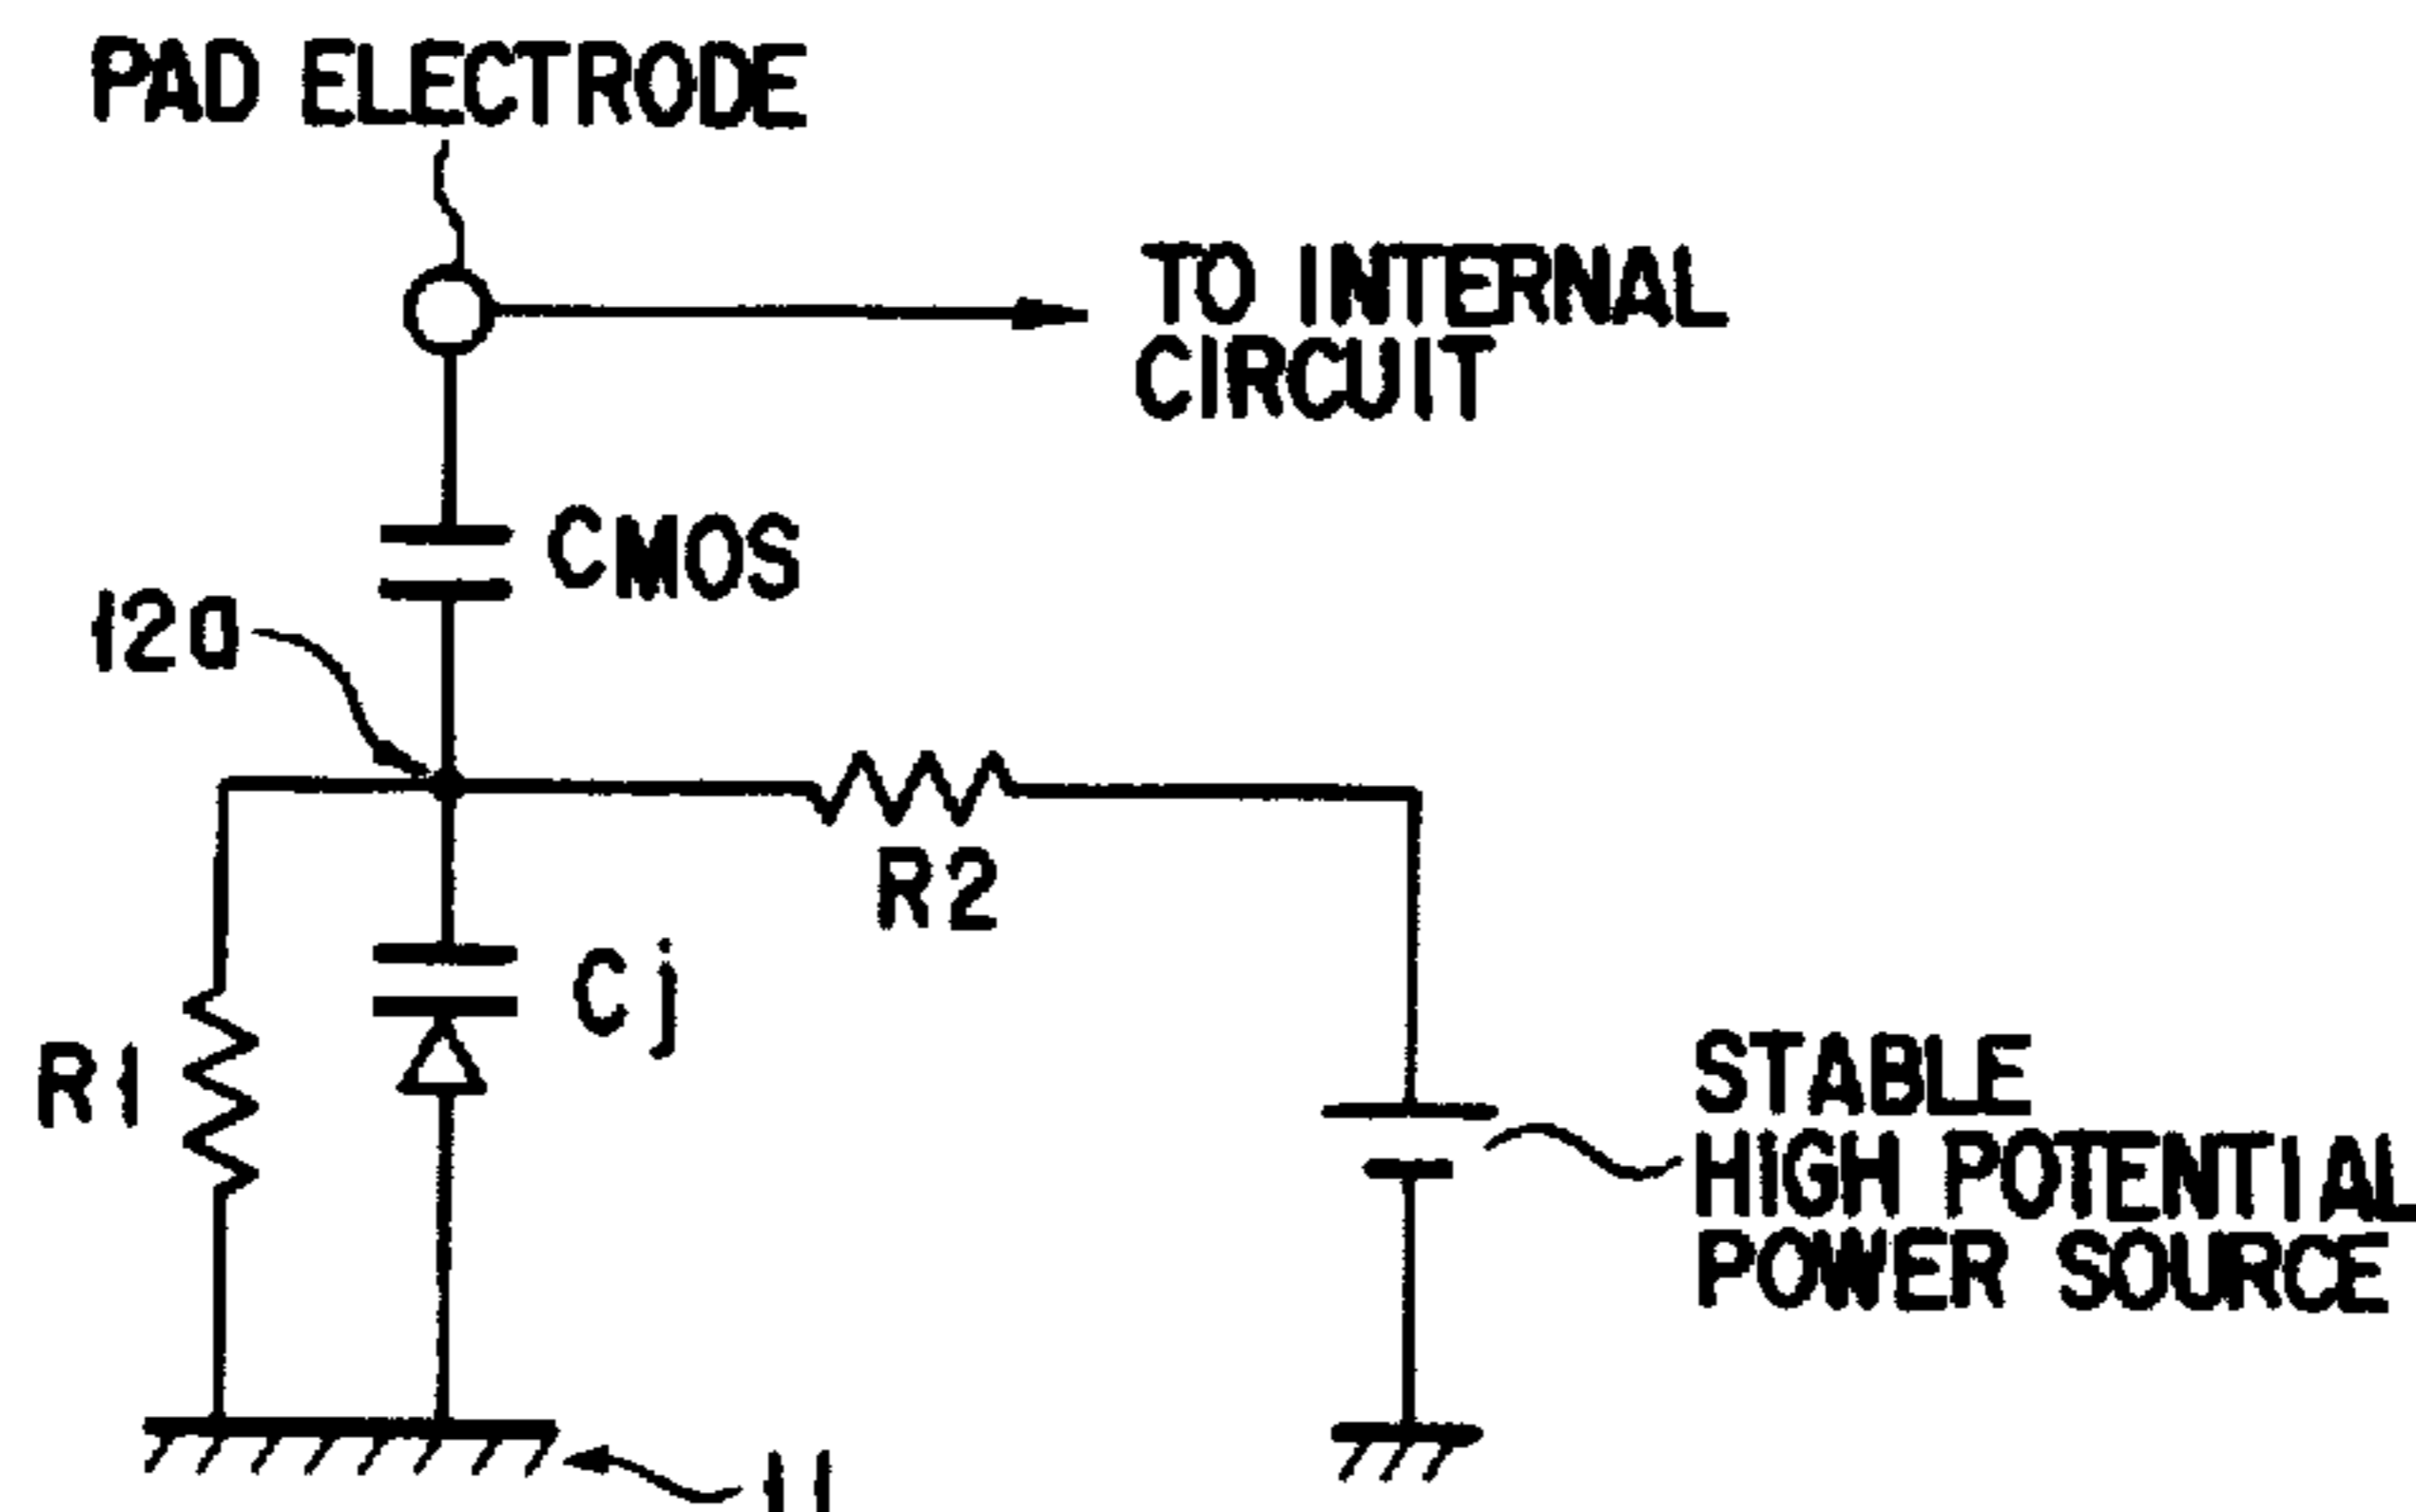 PAD ELECTRODE
TO INTERNAL
CIRCUIT
CMOS
12a
R2
Cj
R1
STABLE
HIGH POTENTIAL
POWER SOURCE
11